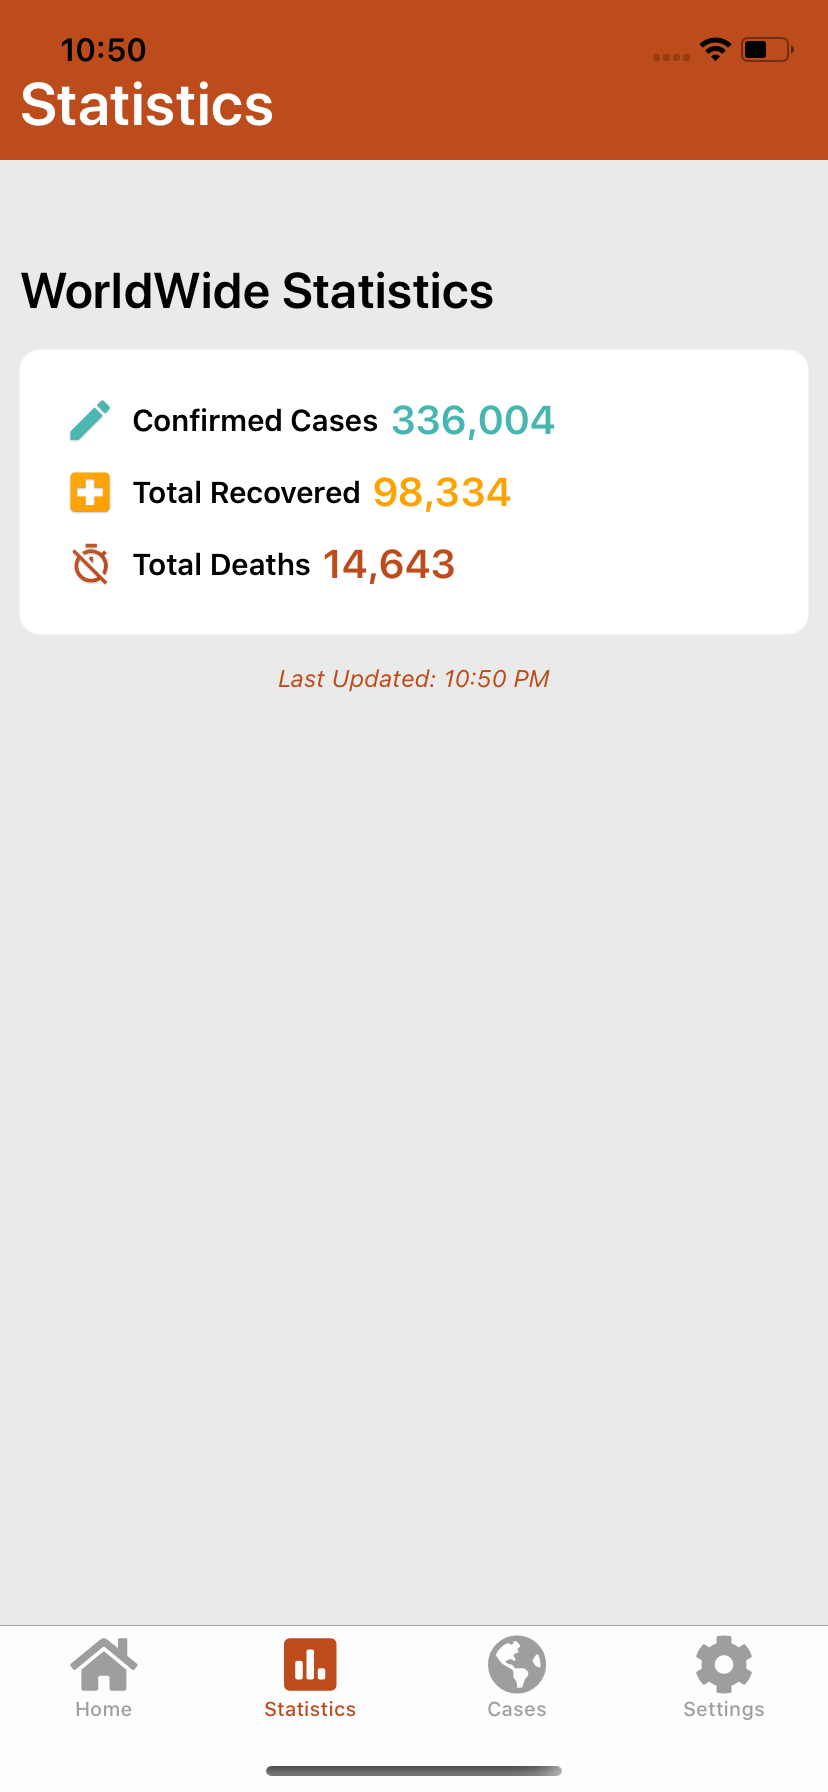 10:50
Statistics
WorldWide Statistics
Confirmed Cases 336,004
Total Recovered 98,334
Total Deaths 14,643
Last Updated: 10:50 PM
Home Statistics Cases Settings